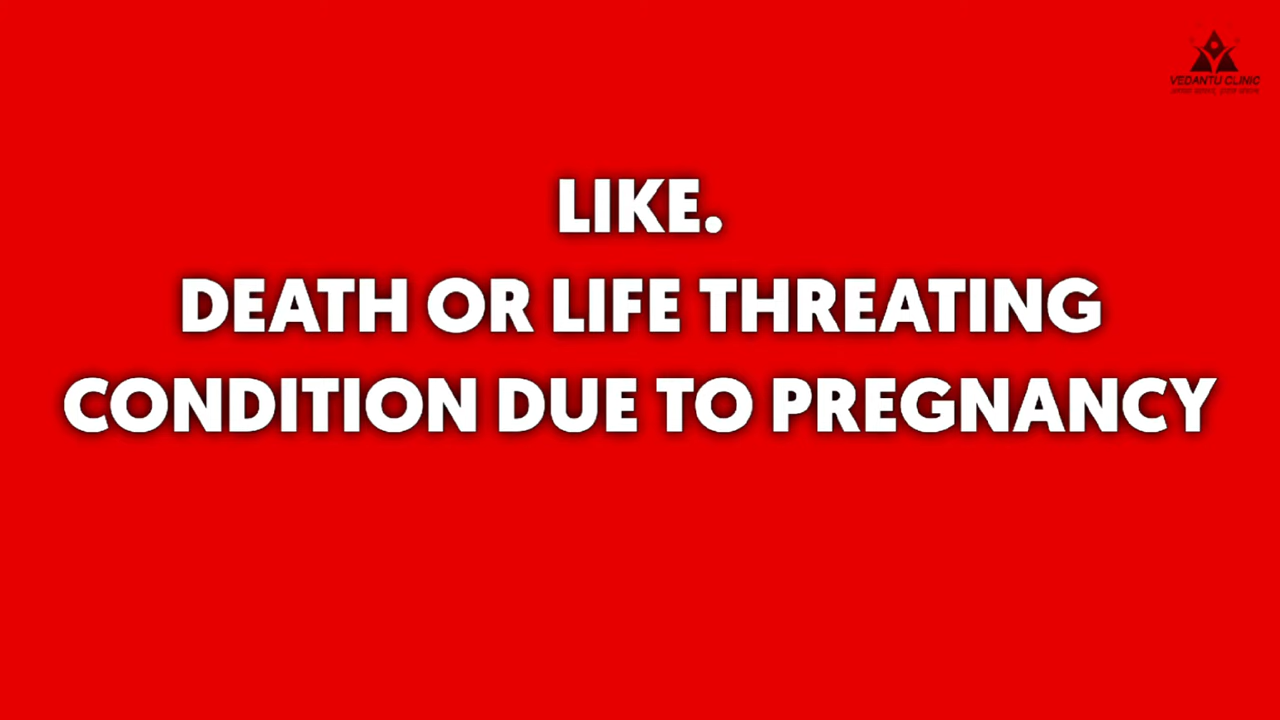 VEDANTU CLINIC
LIKE.
DEATH OR LIFE THREATING
CONDITION DUE TO PREGNANCY